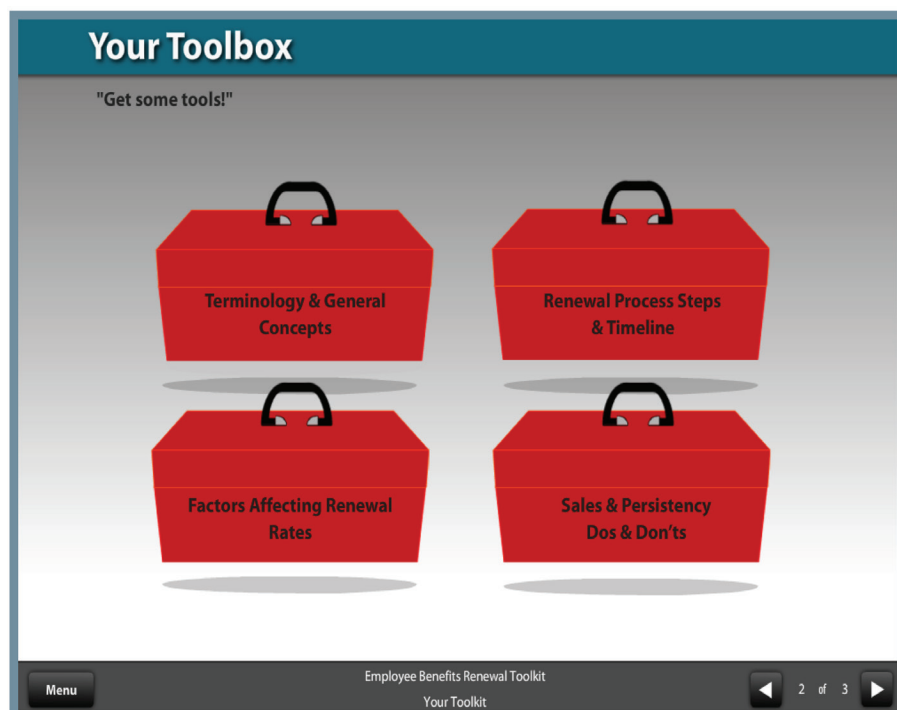 Your Toolbox
"Get some tools!"
Terminology & General
Concepts
Renewal Process Steps
& Timeline
Factors Affecting Renewal
Rates
Sales & Persistency
Dos & Don'ts
Menu
Employee Benefits Renewal Toolkit
Your Toolkit
2 of 3